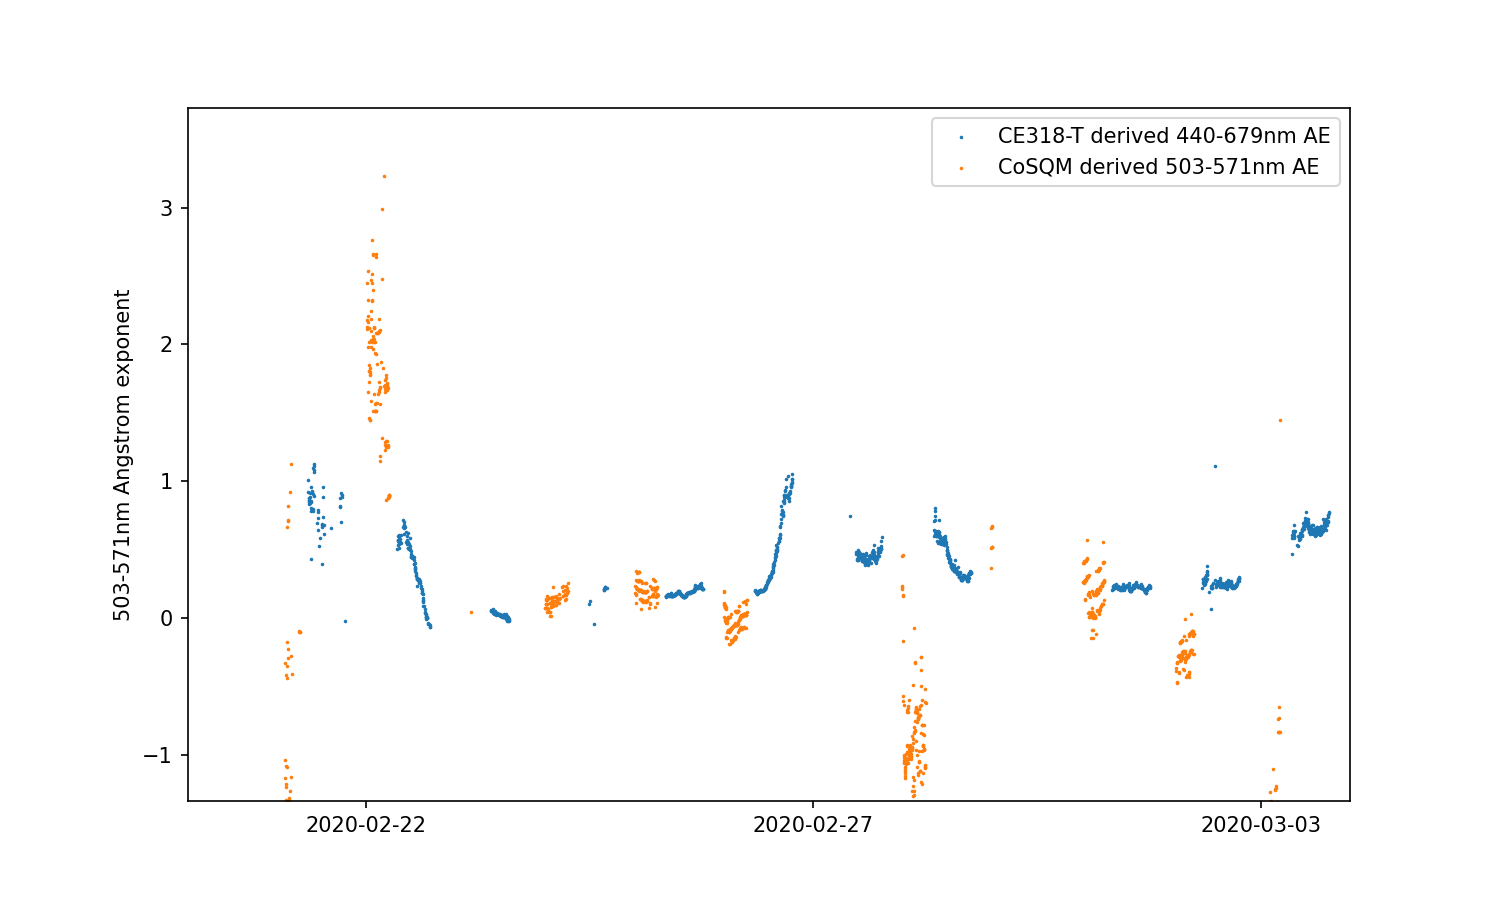 CE318-T derived 440-679nm AE
CoSQM derived 503-571nm AE
503-571nm Angstrom exponent
3
2
1
0
−1
2020-02-22
2020-02-27
2020-03-03